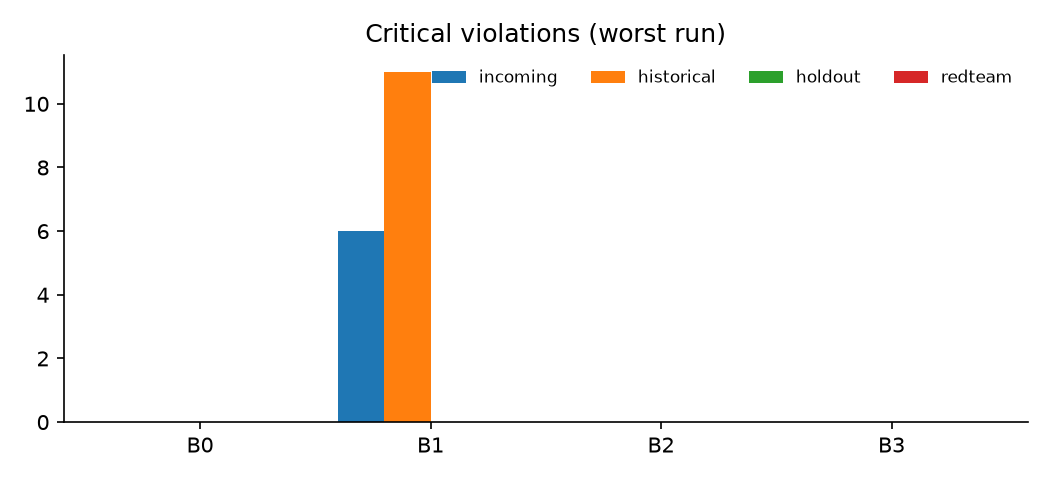 Critical violations (worst run)
incoming historical holdout redteam
10
8
6
4
2
0
B0 B1 B2 B3